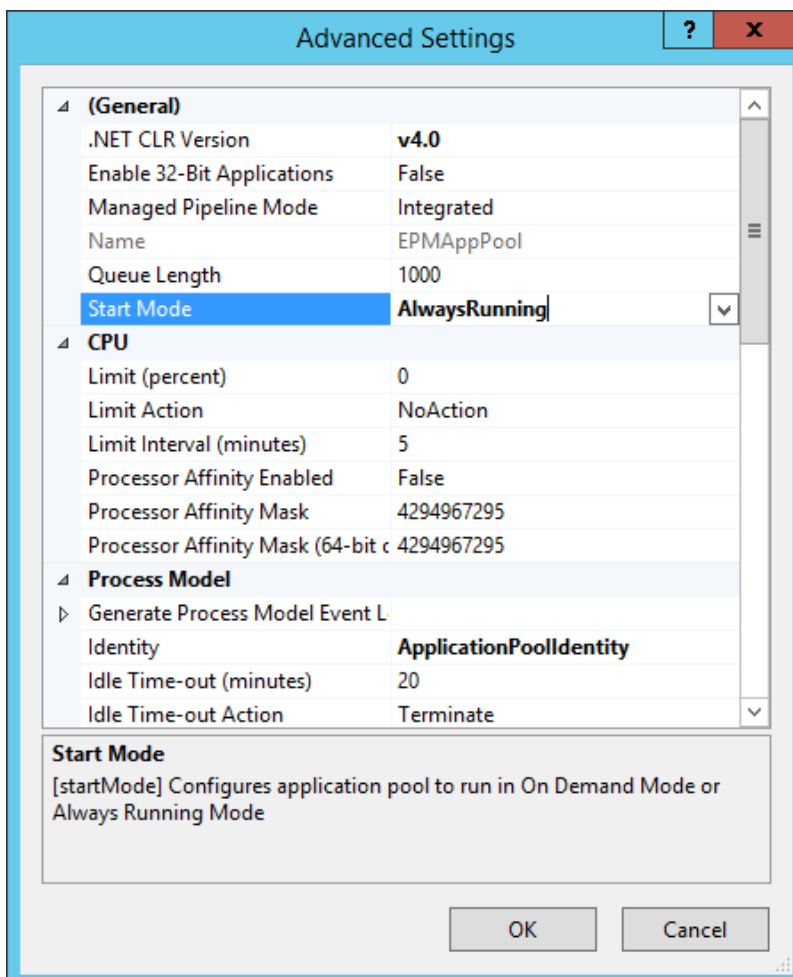 Advanced Settings
? x
(General)
.NET CLR Version v4.0
Enable 32-Bit Applications False
Managed Pipeline Mode Integrated
Name EPMAppPool
Queue Length 1000
Start Mode AlwaysRunning
CPU
Limit (percent) 0
Limit Action NoAction
Limit Interval (minutes) 5
Processor Affinity Enabled False
Processor Affinity Mask 4294967295
Processor Affinity Mask (64-bit c 4294967295
Process Model
Generate Process Model Event L
Identity ApplicationPoolIdentity
Idle Time-out (minutes) 20
Idle Time-out Action Terminate
Start Mode
[startMode] Configures application pool to run in On Demand Mode or
Always Running Mode
OK Cancel